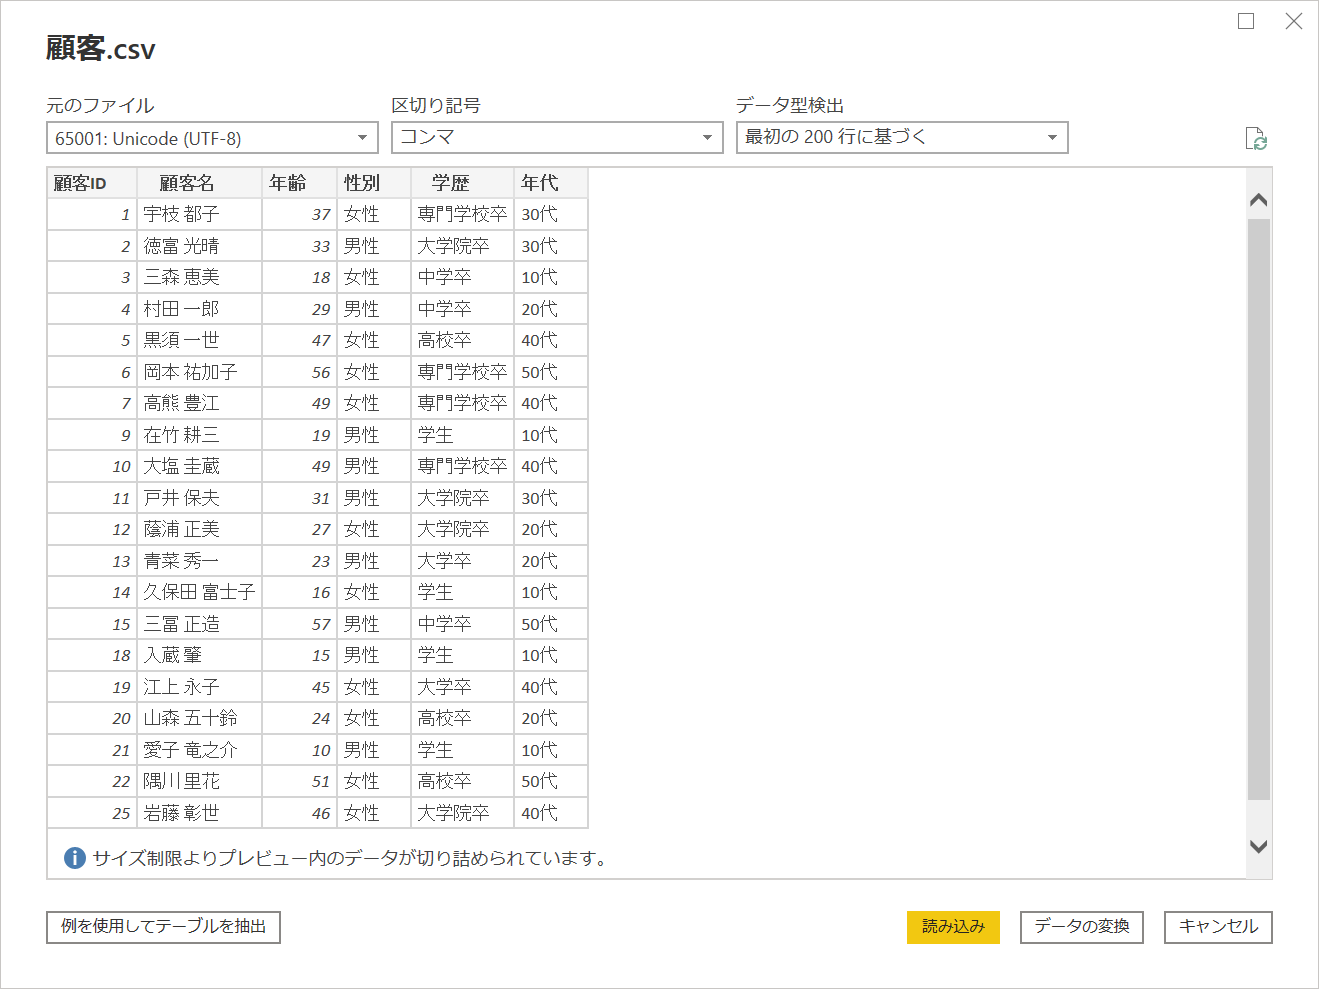 顧客.csv
元のファイル 区切り記号 データ型検出
65001: Unicode (UTF-8) コンマ 最初の 200 行に基づく
顧客ID 顧客名 年齢 性別 学歴 年代
1 宇枝 都子 37 女性 専門学校卒 30代
2 徳富 光晴 33 男性 大学院卒 30代
3 三森 恵美 18 女性 中学卒 10代
4 村田 一郎 29 男性 中学卒 20代
5 黒須 一世 47 女性 高校卒 40代
6 岡本 祐加子 56 女性 専門学校卒 50代
7 高熊 豊江 49 女性 専門学校卒 40代
9 在竹 耕三 19 男性 学生 10代
10 大塩 圭蔵 49 男性 専門学校卒 40代
11 戸井 保夫 31 男性 大学院卒 30代
12 蔭浦 正美 27 女性 大学院卒 20代
13 青菜 秀一 23 男性 大学卒 20代
14 久保田 富士子 16 女性 学生 10代
15 三冨 正造 57 男性 中学卒 50代
18 入蔵 肇 15 男性 学生 10代
19 江上 永子 45 女性 大学卒 40代
20 山森 五十鈴 24 女性 高校卒 20代
21 愛子 竜之介 10 男性 学生 10代
22 隅川 里花 51 女性 高校卒 50代
25 岩藤 彰世 46 女性 大学院卒 40代
サイズ制限よりプレビュー内のデータが切り詰められています。
例を使用してテーブルを抽出 読み込み データの変換 キャンセル